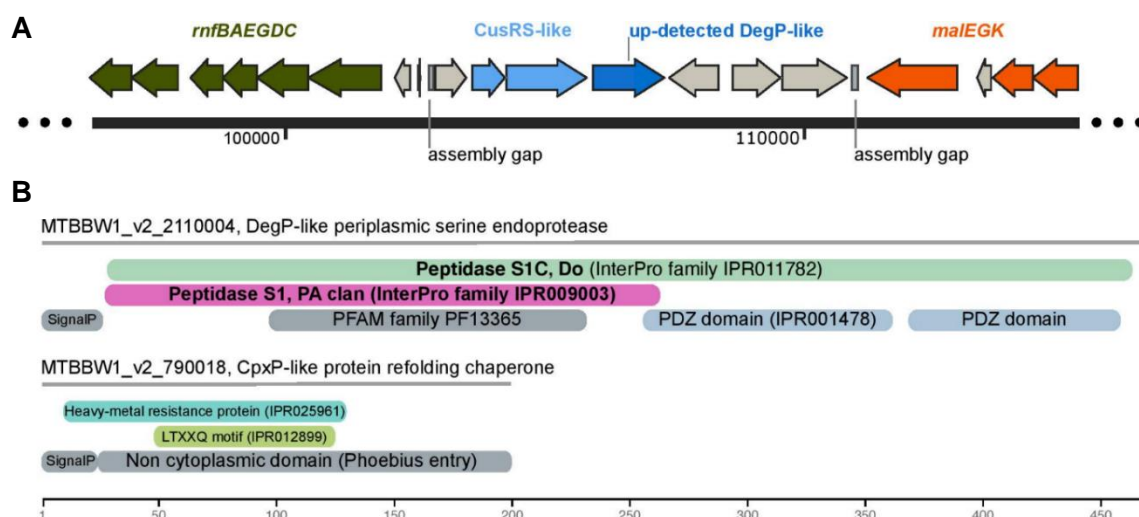 A
rnfBAEGDC CusRS-like up-detected DegP-like malEGK
100000 110000
assembly gap assembly gap
B
MTBBW1_v2_2110004, DegP-like periplasmic serine endoprotease
Peptidase S1C, Do (InterPro family IPR011782)
Peptidase S1, PA clan (InterPro family IPR009003)
SignalP PFAM family PF13365 PDZ domain (IPR001478) PDZ domain
MTBBW1_v2_790018, CpxP-like protein refolding chaperone
Heavy-metal resistance protein (IPR025961)
LTXXQ motif (IPR012899)
SignalP Non cytoplasmic domain (Phoebius entry)
1 50 100 150 200 250 300 350 400 450